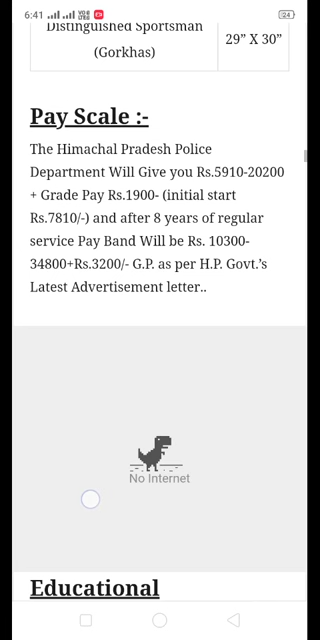 6:41
24
Distinguished Sportsman
(Gorkhas)
29” X 30”
Pay Scale :-
The Himachal Pradesh Police
Department Will Give you Rs.5910-20200
+ Grade Pay Rs.1900- (initial start
Rs.7810/-) and after 8 years of regular
service Pay Band Will be Rs. 10300-
34800+Rs.3200/- G.P. as per H.P. Govt.’s
Latest Advertisement letter..
No Internet
Educational